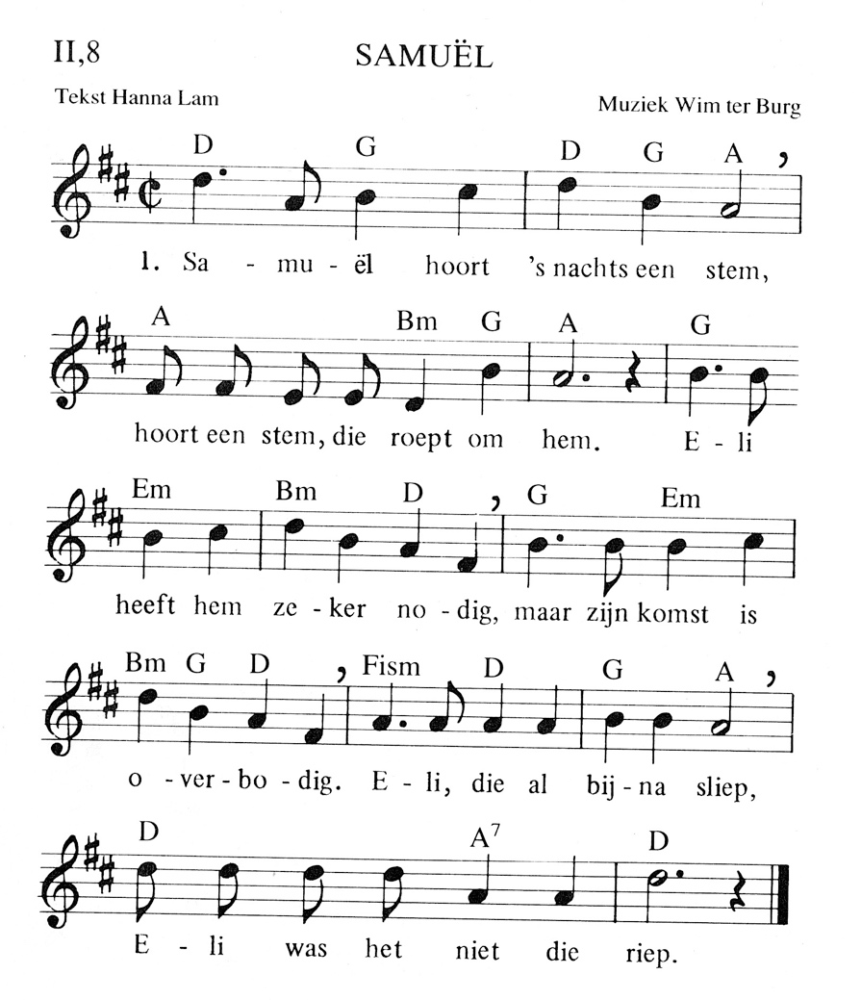 II,8 SAMUËL
Tekst Hanna Lam Muziek Wim ter Burg
D G D G A
1. Sa - mu - ël hoort 's nachts een stem,
A Bm G A G
hoort een stem, die roept om hem. E - li
Em Bm D G Em
heeft hem ze - ker no - dig, maar zijn komst is
Bm G D Fism D G A
o - ver - bo - dig. E - li, die al bij - na sliep,
D A7 D
E - li was het niet die riep.